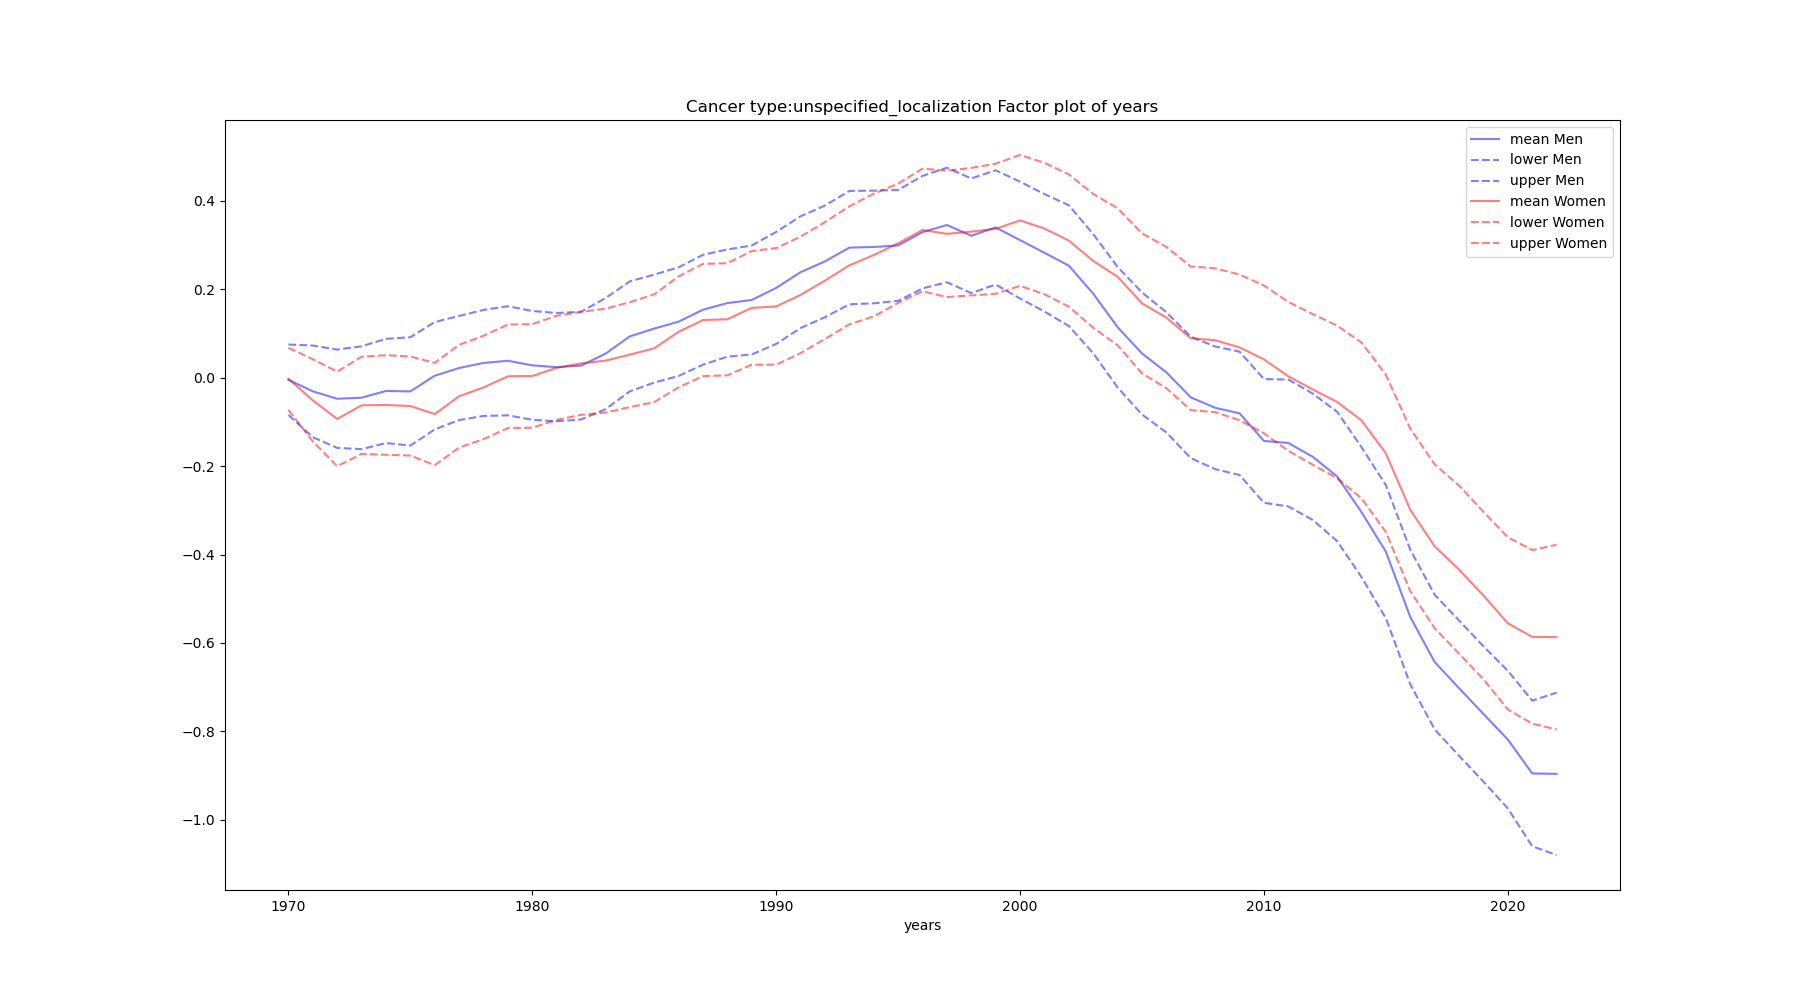 Cancer type:unspecified_localization Factor plot of years
mean Men
lower Men
upper Men
mean Women
lower Women
upper Women
0.4
0.2
0.0
−0.2
−0.4
−0.6
−0.8
−1.0
1970 1980 1990 2000 2010 2020
years